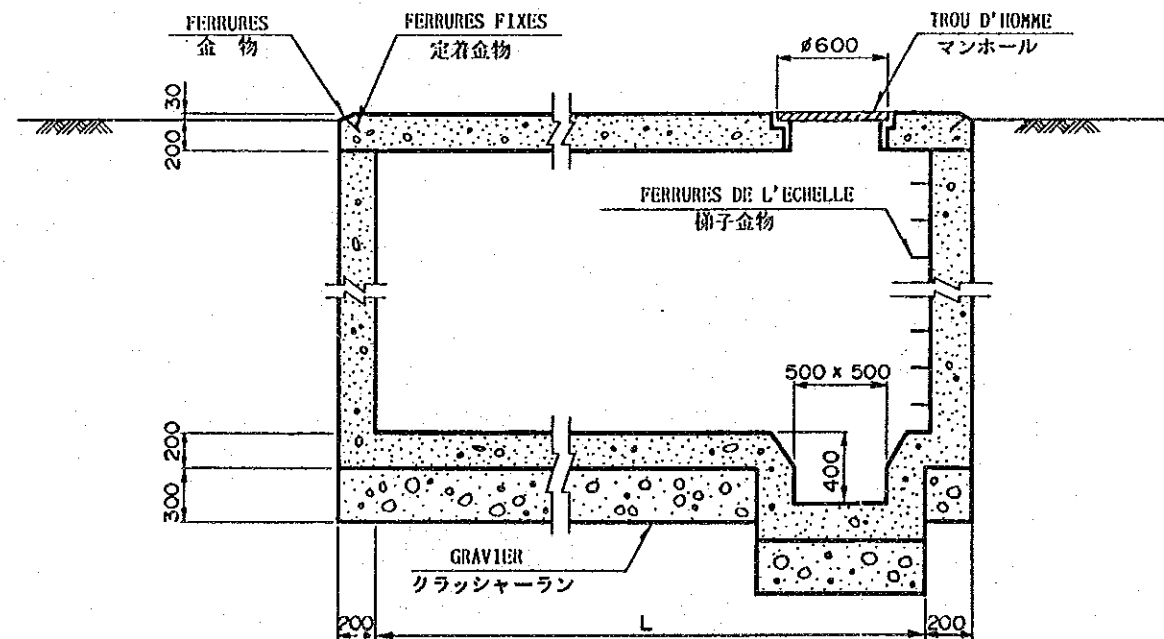 FERRURES
金 物
FERRURES FIXES
定着金物
TROU D'HOMME
マンホール
ø600
30
200
FERRURES DE L'ECHELLE
梯子金物
500 x 500
400
200
300
GRAVIER
クラッシャーラン
200
L
200